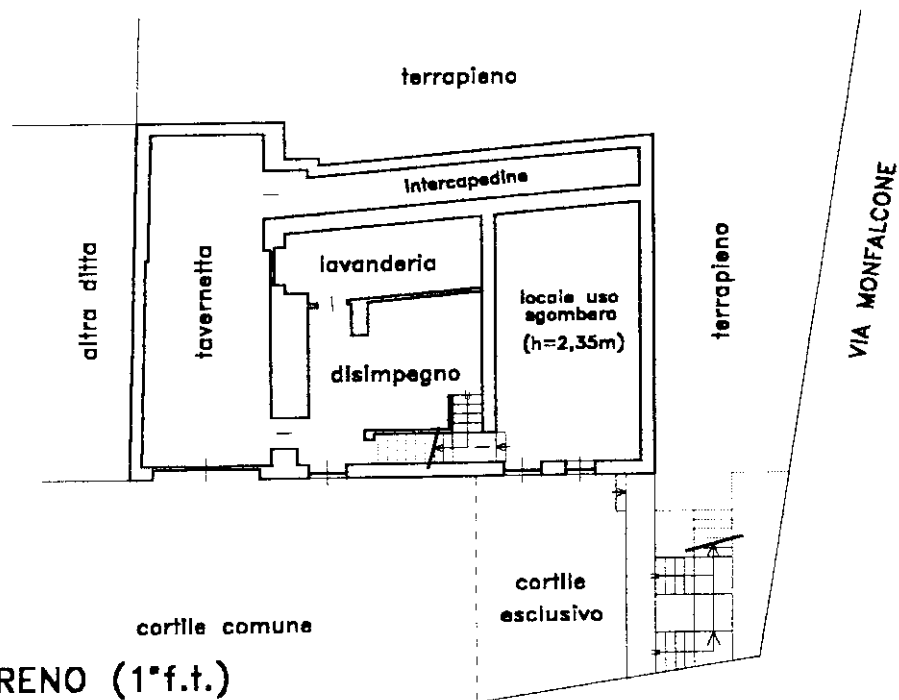 terrapieno
intercapedine
altra ditta
tavernetta
lavanderia
locale uso
sgombero
(h=2,35m)
terrapieno
VIA MONFALCONE
disimpegno
cortile
esclusivo
cortile comune
RENO (1°f.t.)